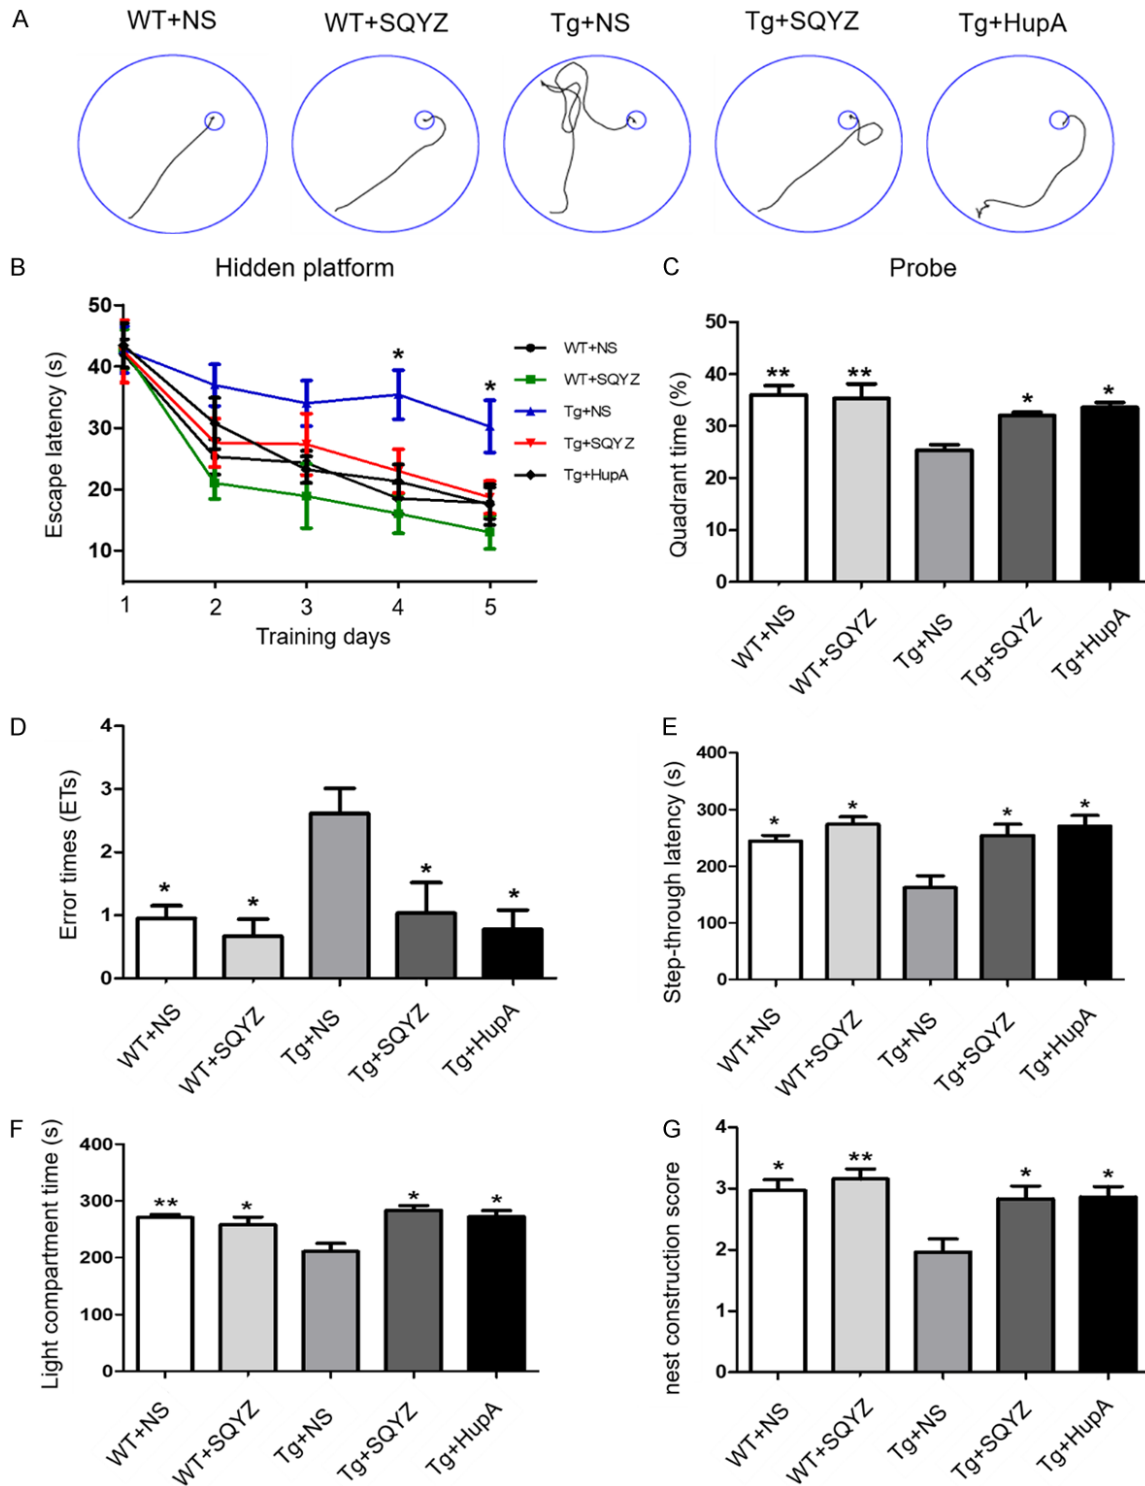 A
WT+NS
WT+SQYZ
Tg+NS
Tg+SQYZ
Tg+HupA
B
Hidden platform
Escape latency (s)
50
40
30
20
10
*
*
1
2
3
4
5
Training days
WT+NS
WT+SQYZ
Tg+NS
Tg+SQYZ
Tg+HupA
C
Probe
Quadrant time (%)
50
40
30
20
10
0
**
**
*
*
WT+NS
WT+SQYZ
Tg+NS
Tg+SQYZ
Tg+HupA
D
Error times (ETs)
4
3
2
1
0
*
*
*
*
WT+NS
WT+SQYZ
Tg+NS
Tg+SQYZ
Tg+HupA
E
Step-through latency (s)
400
300
200
100
0
*
*
*
*
WT+NS
WT+SQYZ
Tg+NS
Tg+SQYZ
Tg+HupA
F
Light compartment time (s)
400
300
200
100
0
**
*
*
*
WT+NS
WT+SQYZ
Tg+NS
Tg+SQYZ
Tg+HupA
G
nest construction score
4
3
2
1
0
*
**
*
*
WT+NS
WT+SQYZ
Tg+NS
Tg+SQYZ
Tg+HupA